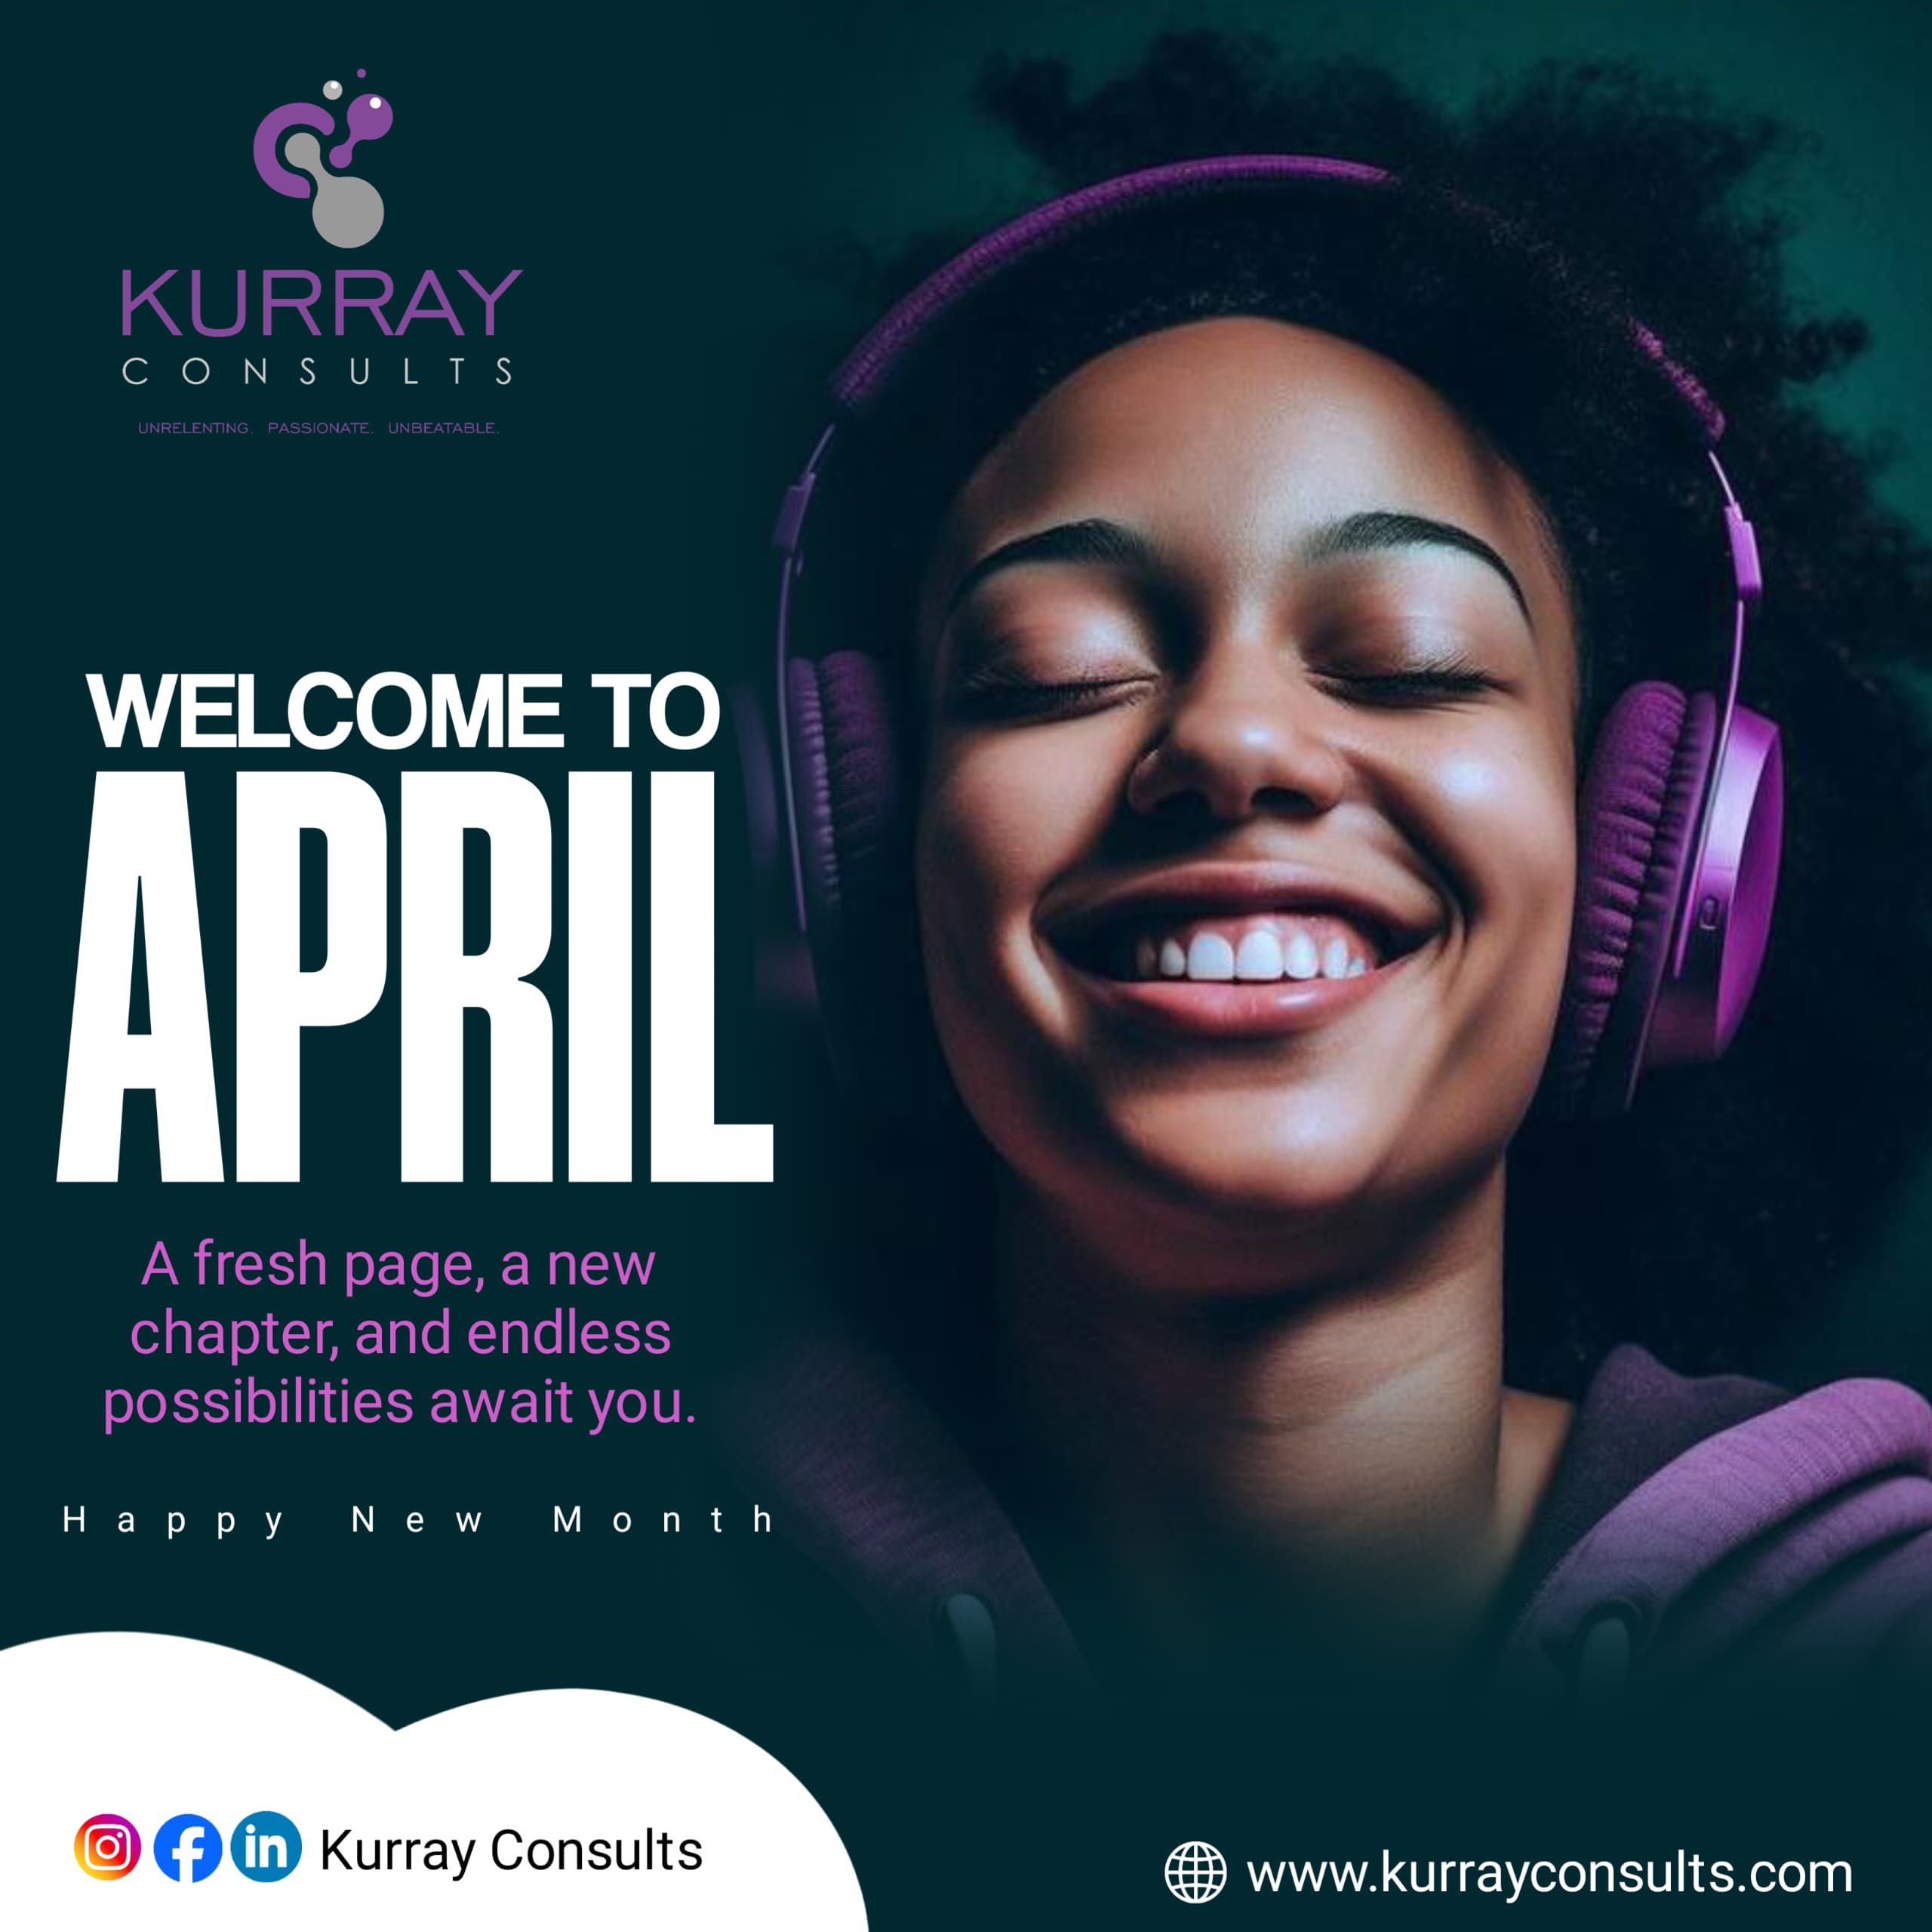 KURRAY
CONSULTS
UNRELENTING. PASSIONATE. UNBEATABLE.
WELCOME TO
APRIL
A fresh page, a new
chapter, and endless
possibilities await you.
Happy New Month
Kurray Consults
www.kurrayconsults.com